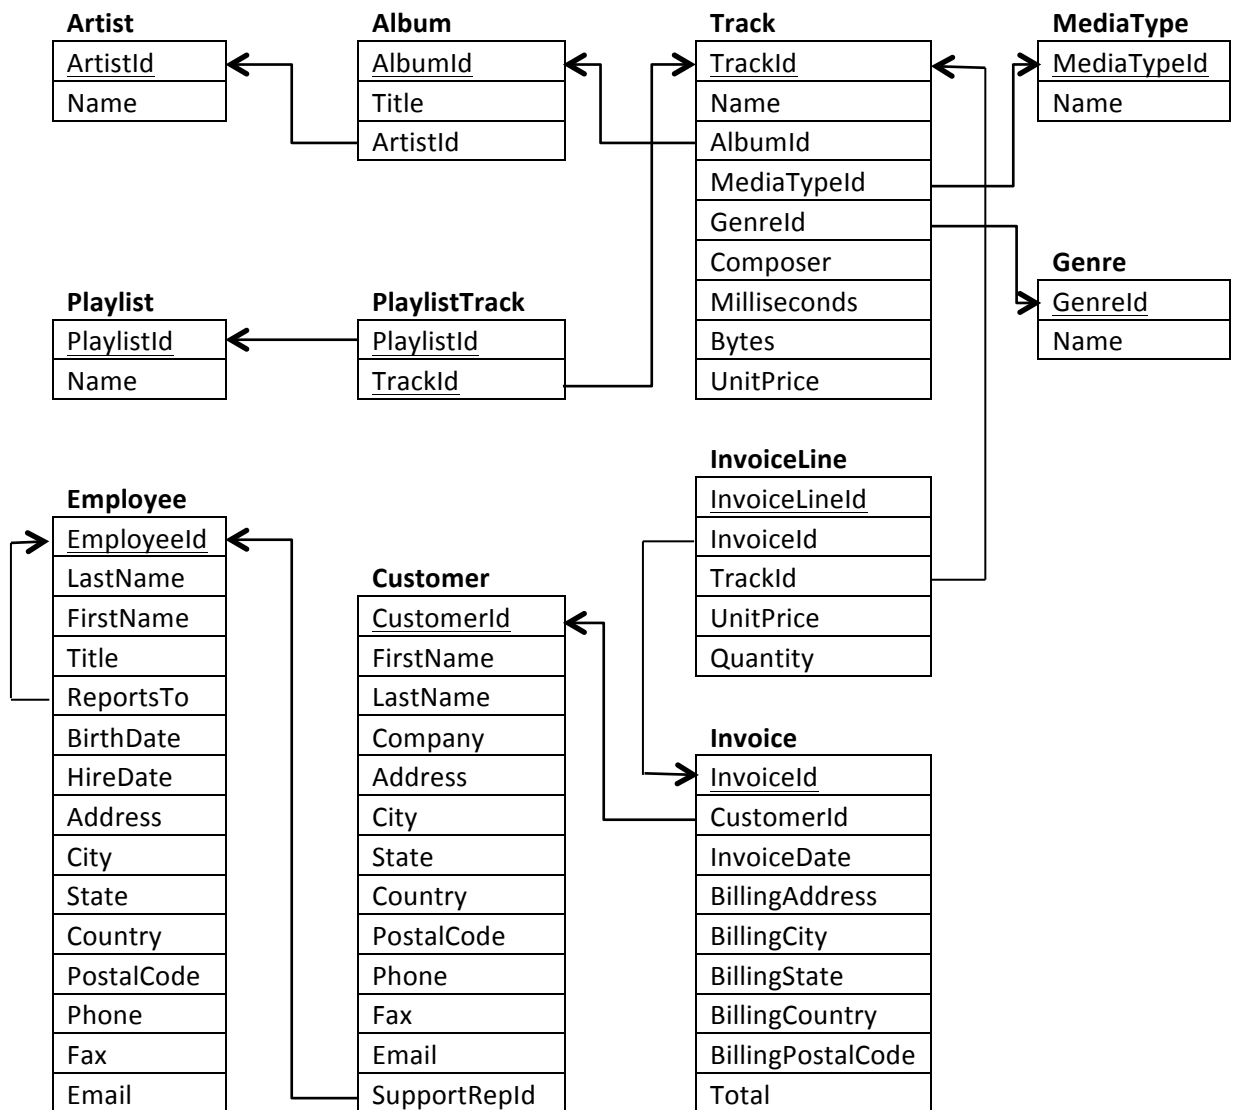 Artist
ArtistId
Name
Album
AlbumId
Title
ArtistId
Track
TrackId
Name
AlbumId
MediaTypeId
GenreId
Composer
Milliseconds
Bytes
UnitPrice
MediaType
MediaTypeId
Name
Genre
GenreId
Name
Playlist
PlaylistId
Name
PlaylistTrack
PlaylistId
TrackId
Employee
EmployeeId
LastName
FirstName
Title
ReportsTo
BirthDate
HireDate
Address
City
State
Country
PostalCode
Phone
Fax
Email
Customer
CustomerId
FirstName
LastName
Company
Address
City
State
Country
PostalCode
Phone
Fax
Email
SupportRepId
InvoiceLine
InvoiceLineId
InvoiceId
TrackId
UnitPrice
Quantity
Invoice
InvoiceId
CustomerId
InvoiceDate
BillingAddress
BillingCity
BillingState
BillingCountry
BillingPostalCode
Total